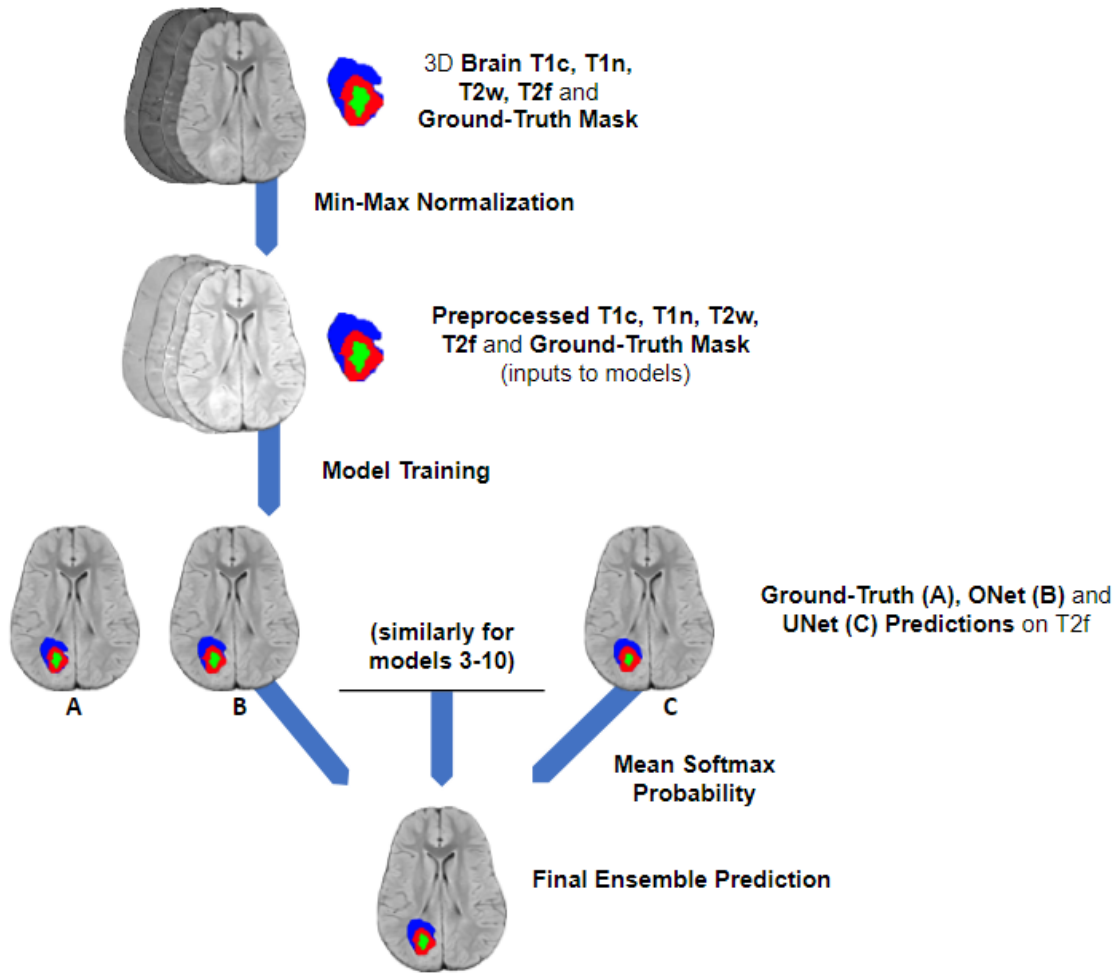 3D Brain T1c, T1n,
T2w, T2f and
Ground-Truth Mask
Min-Max Normalization
Preprocessed T1c, T1n, T2w,
T2f and Ground-Truth Mask
(inputs to models)
Model Training
Ground-Truth (A), ONet (B) and
UNet (C) Predictions on T2f
(similarly for
models 3-10)
A
B
C
Mean Softmax
Probability
Final Ensemble Prediction